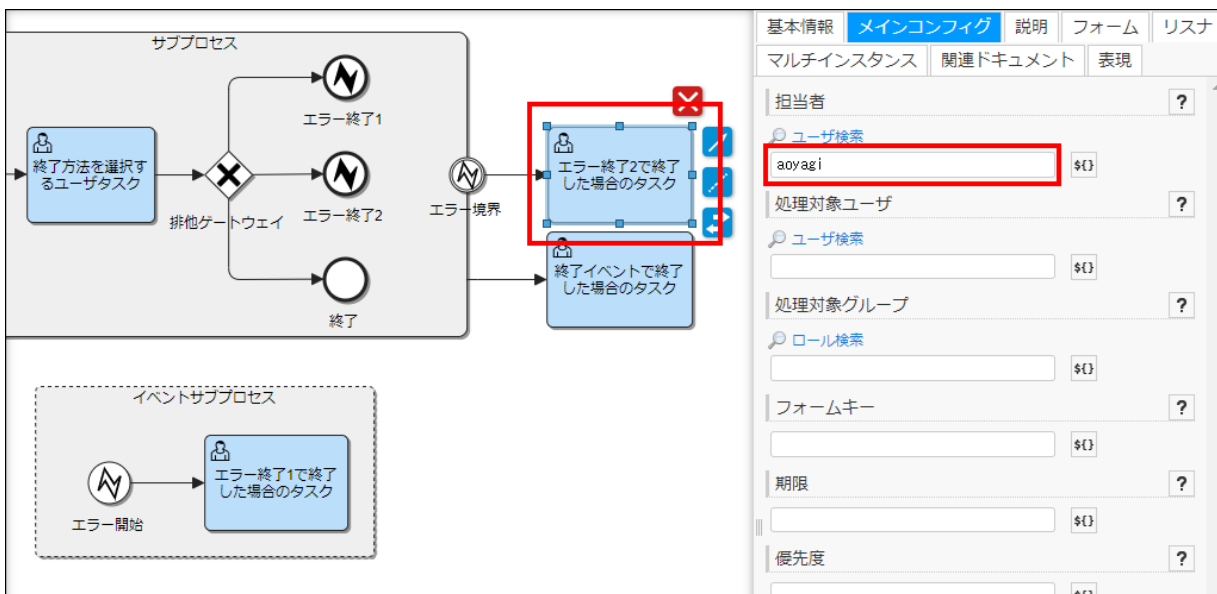 サブプロセス
終了方法を選択す
るユーザタスク
排他ゲートウェイ
エラー終了1
エラー終了2
終了
エラー境界
エラー終了2で終了
した場合のタスク
終了イベントで終了
した場合のタスク
イベントサブプロセス
エラー開始
エラー終了1で終了
した場合のタスク
基本情報 メインコンフィグ 説明 フォーム リスナ
マルチインスタンス 関連ドキュメント 表現
担当者 ?
ユーザ検索
aoyagi ${}
処理対象ユーザ ?
ユーザ検索
${}
処理対象グループ ?
ロール検索
${}
フォームキー ?
${}
期限 ?
${}
優先度 ?
${}